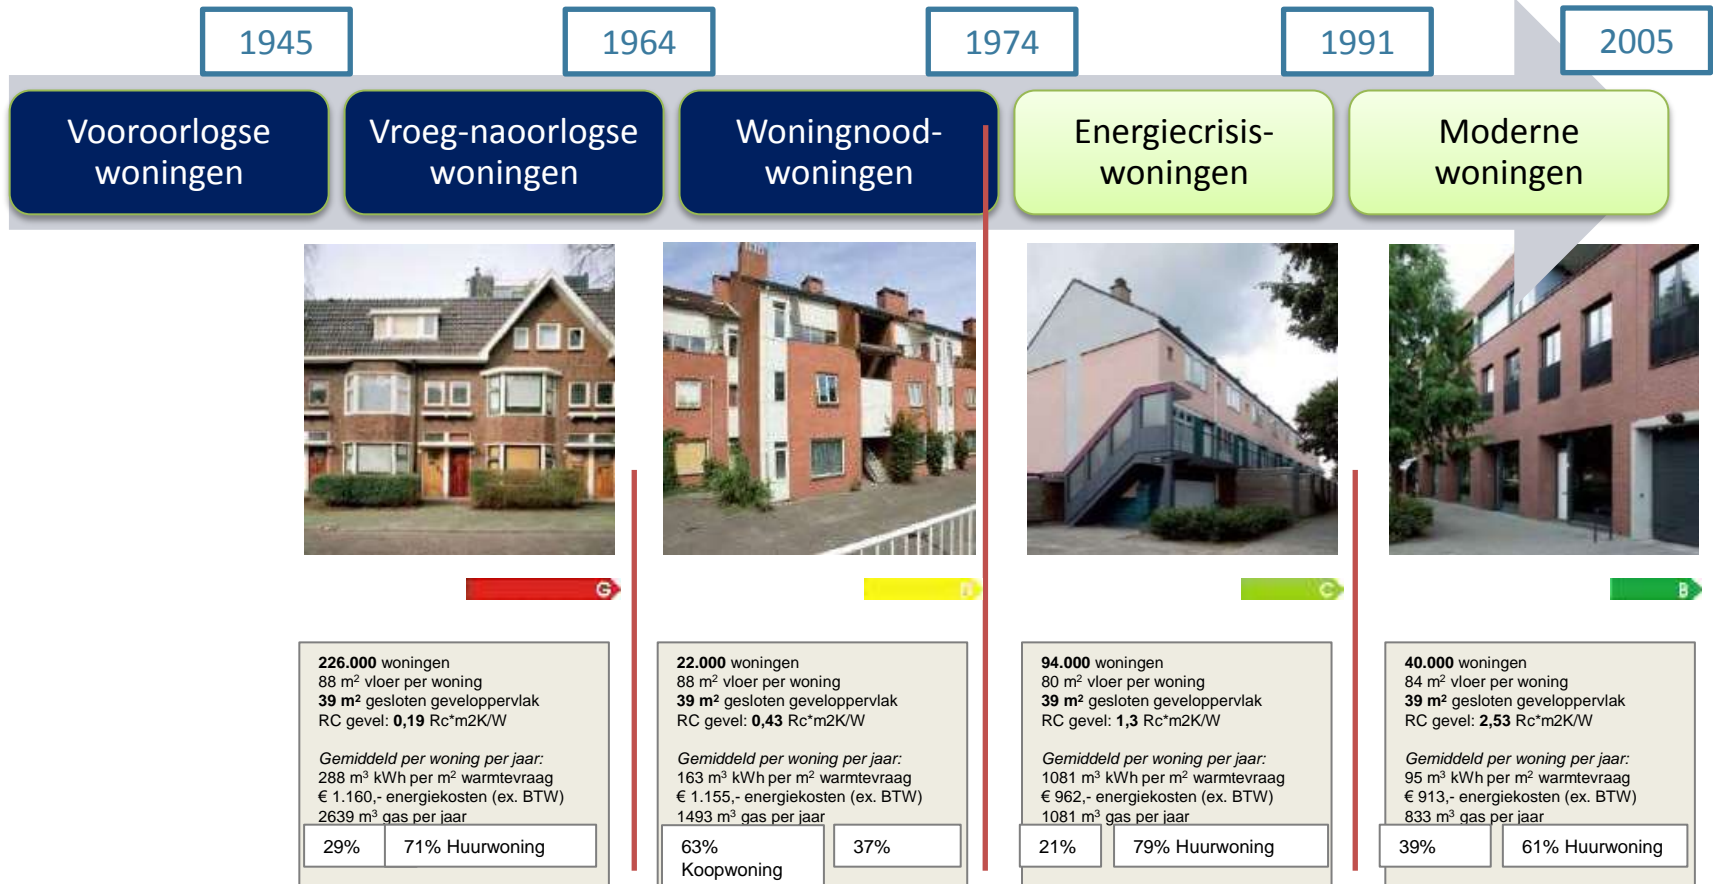 1945
1964
1974
1991
2005
Vooroorlogse
woningen
Vroeg-naoorlogse
woningen
Woningnood-
woningen
Energiecrisis-
woningen
Moderne
woningen
G
C
B
226.000 woningen
88 m² vloer per woning
39 m² gesloten geveloppervlak
RC gevel: 0,19 Rc*m2K/W
Gemiddeld per woning per jaar:
288 m³ kWh per m² warmtevraag
€ 1.160,- energiekosten (ex. BTW)
2639 m³ gas per jaar
29%
71% Huurwoning
22.000 woningen
88 m² vloer per woning
39 m² gesloten geveloppervlak
RC gevel: 0,43 Rc*m2K/W
Gemiddeld per woning per jaar:
163 m³ kWh per m² warmtevraag
€ 1.155,- energiekosten (ex. BTW)
1493 m³ gas per jaar
63%
Koopwoning
37%
94.000 woningen
80 m² vloer per woning
39 m² gesloten geveloppervlak
RC gevel: 1,3 Rc*m2K/W
Gemiddeld per woning per jaar:
1081 m³ kWh per m² warmtevraag
€ 962,- energiekosten (ex. BTW)
1081 m³ gas per jaar
21%
79% Huurwoning
40.000 woningen
84 m² vloer per woning
39 m² gesloten geveloppervlak
RC gevel: 2,53 Rc*m2K/W
Gemiddeld per woning per jaar:
95 m³ kWh per m² warmtevraag
€ 913,- energiekosten (ex. BTW)
833 m³ gas per jaar
39%
61% Huurwoning